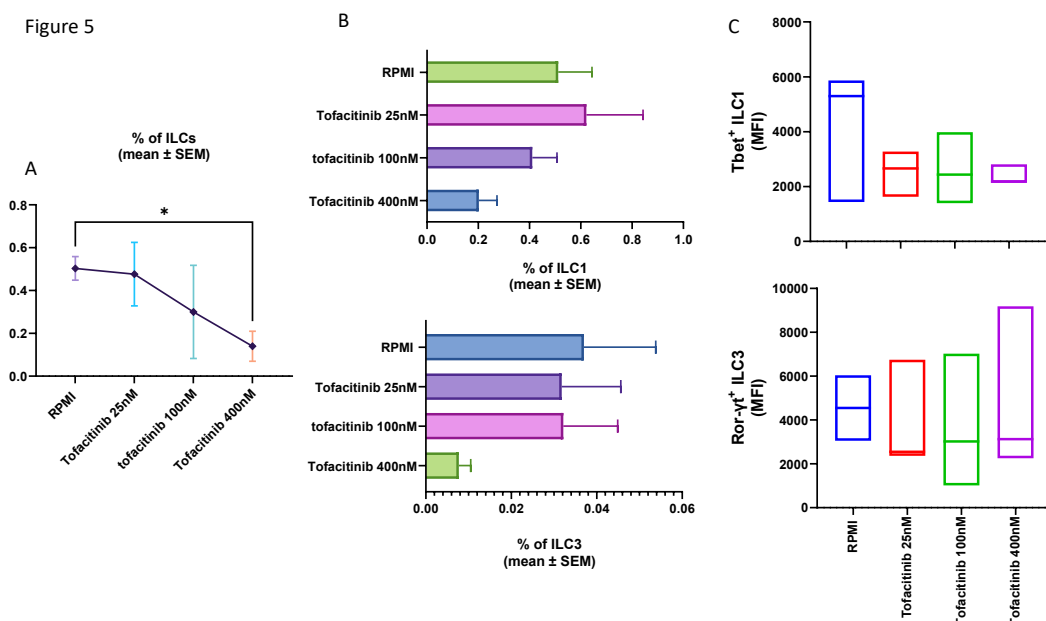 Figure 5
A
% of ILCs
(mean ± SEM)
*
0.8
0.6
0.4
0.2
0.0
RPMI
Tofacitinib 25nM
tofacitinib 100nM
Tofacitinib 400nM
B
RPMI
Tofacitinib 25nM
tofacitinib 100nM
Tofacitinib 400nM
0.0 0.2 0.4 0.6 0.8 1.0
% of ILC1
(mean ± SEM)
RPMI
Tofacitinib 25nM
tofacitinib 100nM
Tofacitinib 400nM
0.00 0.02 0.04 0.06
% of ILC3
(mean ± SEM)
C
Tbet+ ILC1
(MFI)
8000
6000
4000
2000
0
Ror-γt+ ILC3
(MFI)
10000
8000
6000
4000
2000
0
RPMI
Tofacitinib 25nM
Tofacitinib 100nM
Tofacitinib 400nM